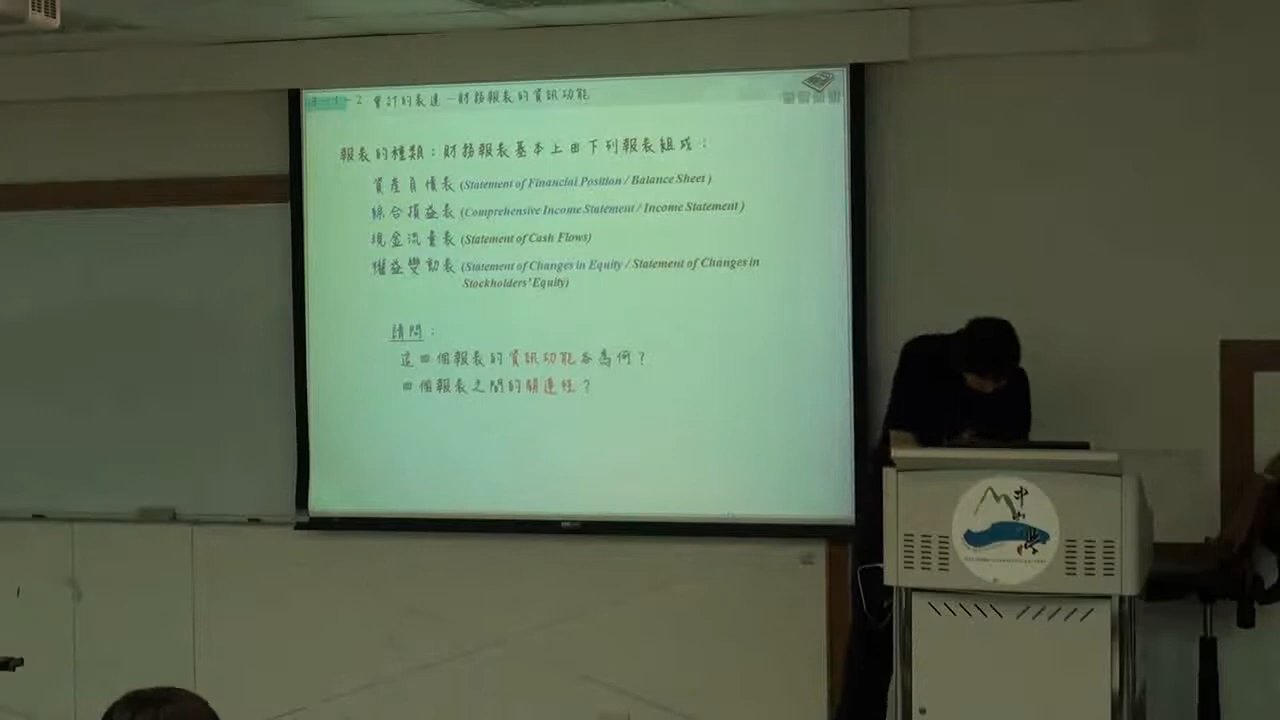 3-1-2 會計的表達－財務報表的資訊功能
報表的種類：財務報表基本上由下列報表組成：
資產負債表 (Statement of Financial Position / Balance Sheet )
綜合損益表 (Comprehensive Income Statement / Income Statement )
現金流量表 (Statement of Cash Flows)
權益變動表 (Statement of Changes in Equity / Statement of Changes in
Stockholders' Equity)
請問：
這四個報表的資訊功能各為何？
四個報表之間的關連性？
中山大學